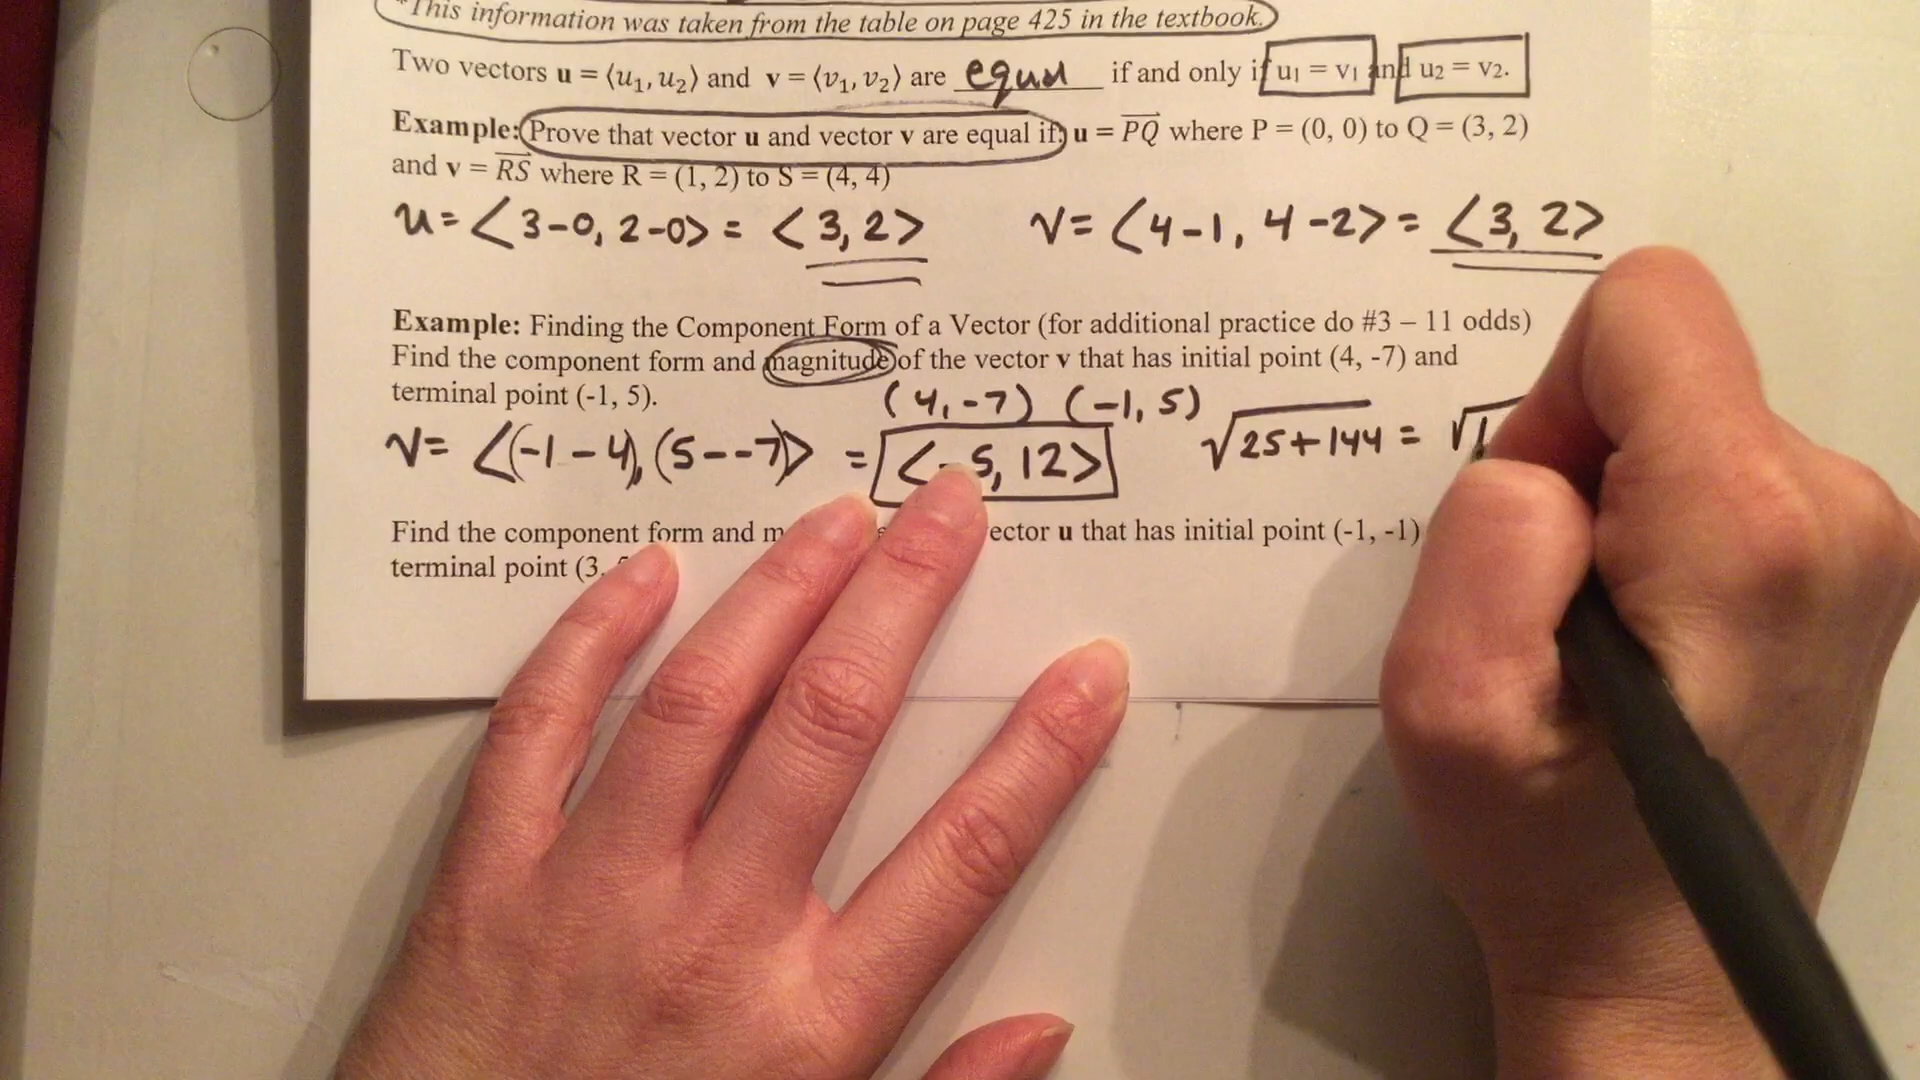 *This information was taken from the table on page 425 in the textbook.
Two vectors u = ⟨u₁, u₂⟩ and v = ⟨v₁, v₂⟩ are equal if and only if u₁ = v₁ and u₂ = v₂.
Example: Prove that vector u and vector v are equal if: u = PQ where P = (0, 0) to Q = (3, 2)
and v = RS where R = (1, 2) to S = (4, 4)
u = <3-0, 2-0> = <3, 2> v = <4-1, 4-2> = <3, 2>
Example: Finding the Component Form of a Vector (for additional practice do #3 – 11 odds)
Find the component form and magnitude of the vector v that has initial point (4, -7) and
terminal point (-1, 5).
(4, -7) (-1, 5)
v = <(-1-4), (5--7)> = <-5, 12> √25+144 = √1
Find the component form and ector u that has initial point (-1, -1)
terminal point (3,